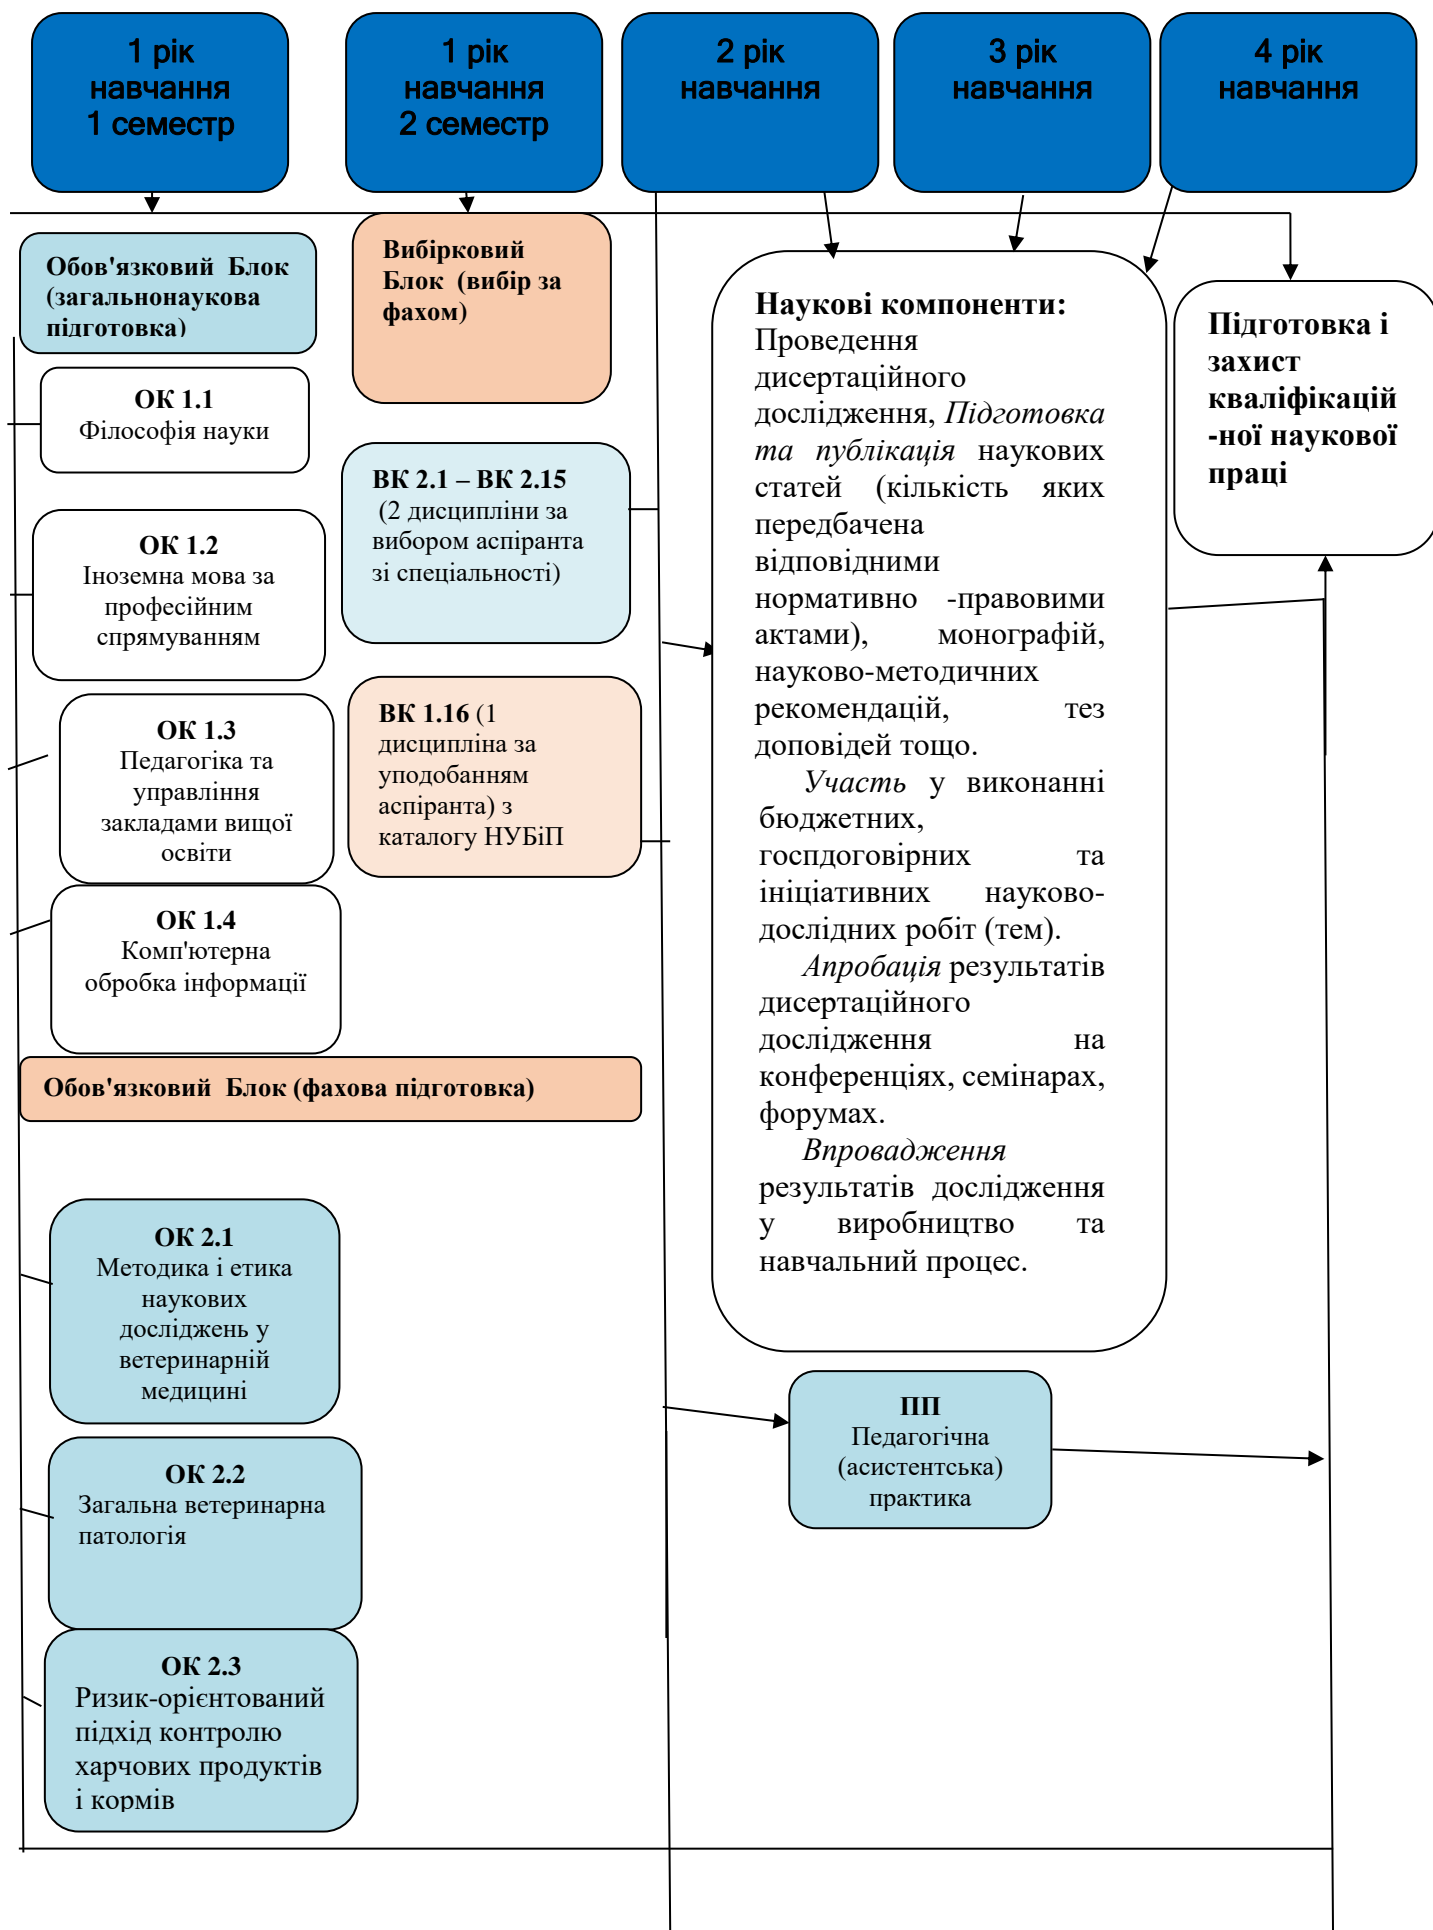 1 рік
навчання
1 семестр
1 рік
навчання
2 семестр
2 рік
навчання
3 рік
навчання
4 рік
навчання
Обов'язковий Блок
(загальнонаукова
підготовка)
ОК 1.1
Філософія науки
ОК 1.2
Іноземна мова за
професійним
спрямуванням
ОК 1.3
Педагогіка та
управління
закладами вищої
освіти
ОК 1.4
Комп'ютерна
обробка інформації
Вибірковий
Блок (вибір за
фахом)
ВК 2.1 – ВК 2.15
(2 дисципліни за
вибором аспіранта
зі спеціальності)
ВК 1.16 (1
дисципліна за
уподобанням
аспіранта) з
каталогу НУБіП
Обов'язковий Блок (фахова підготовка)
ОК 2.1
Методика і етика
наукових
досліджень у
ветеринарній
медицині
ОК 2.2
Загальна ветеринарна
патологія
ОК 2.3
Ризик-орієнтований
підхід контролю
харчових продуктів
і кормів
Наукові компоненти:
Проведення
дисертаційного
дослідження, Підготовка
та публікація наукових
статей (кількість яких
передбачена
відповідними
нормативно -правовими
актами), монографій,
науково-методичних
рекомендацій, тез
доповідей тощо.
Участь у виконанні
бюджетних,
госпдоговірних та
ініціативних науково-
дослідних робіт (тем).
Апробація результатів
дисертаційного
дослідження на
конференціях, семінарах,
форумах.
Впровадження
результатів дослідження
у виробництво та
навчальний процес.
ПП
Педагогічна
(асистентська)
практика
Підготовка і
захист
кваліфікацій
-ної наукової
праці